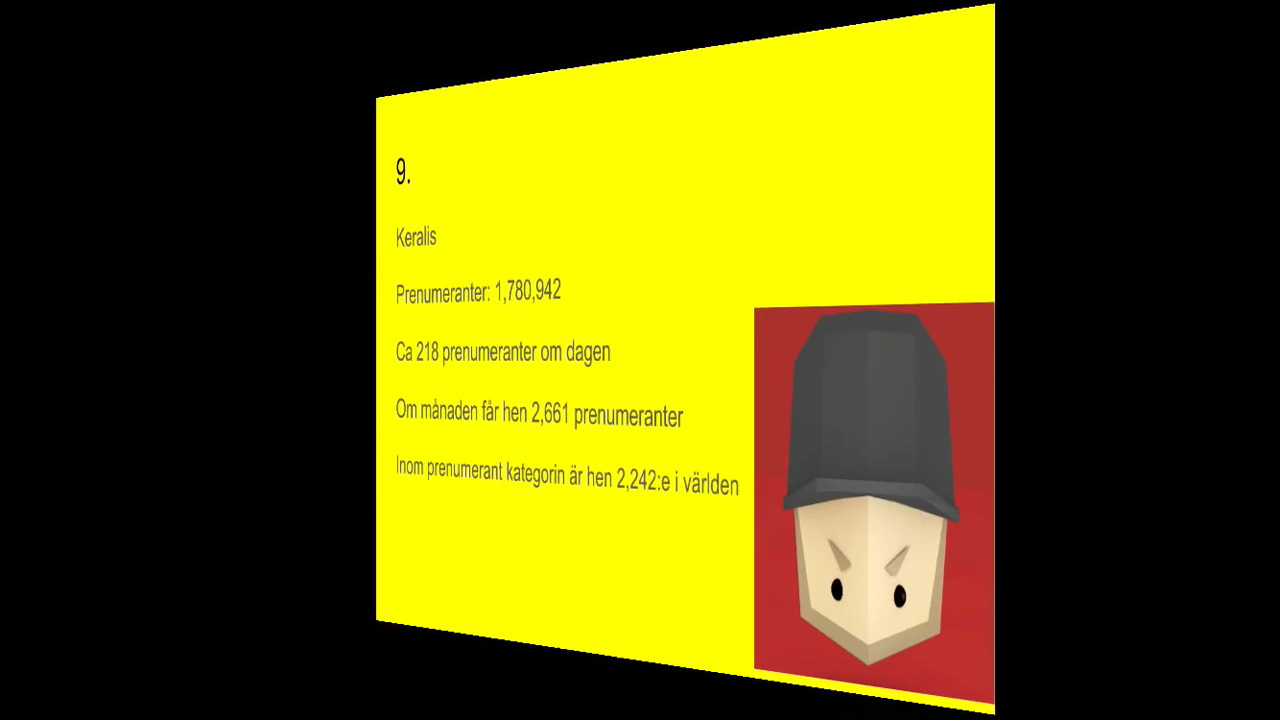 9.
Keralis
Prenumeranter: 1,780,942
Ca 218 prenumeranter om dagen
Om månaden får hen 2,661 prenumeranter
Inom prenumerant kategorin är hen 2,242:e i världen